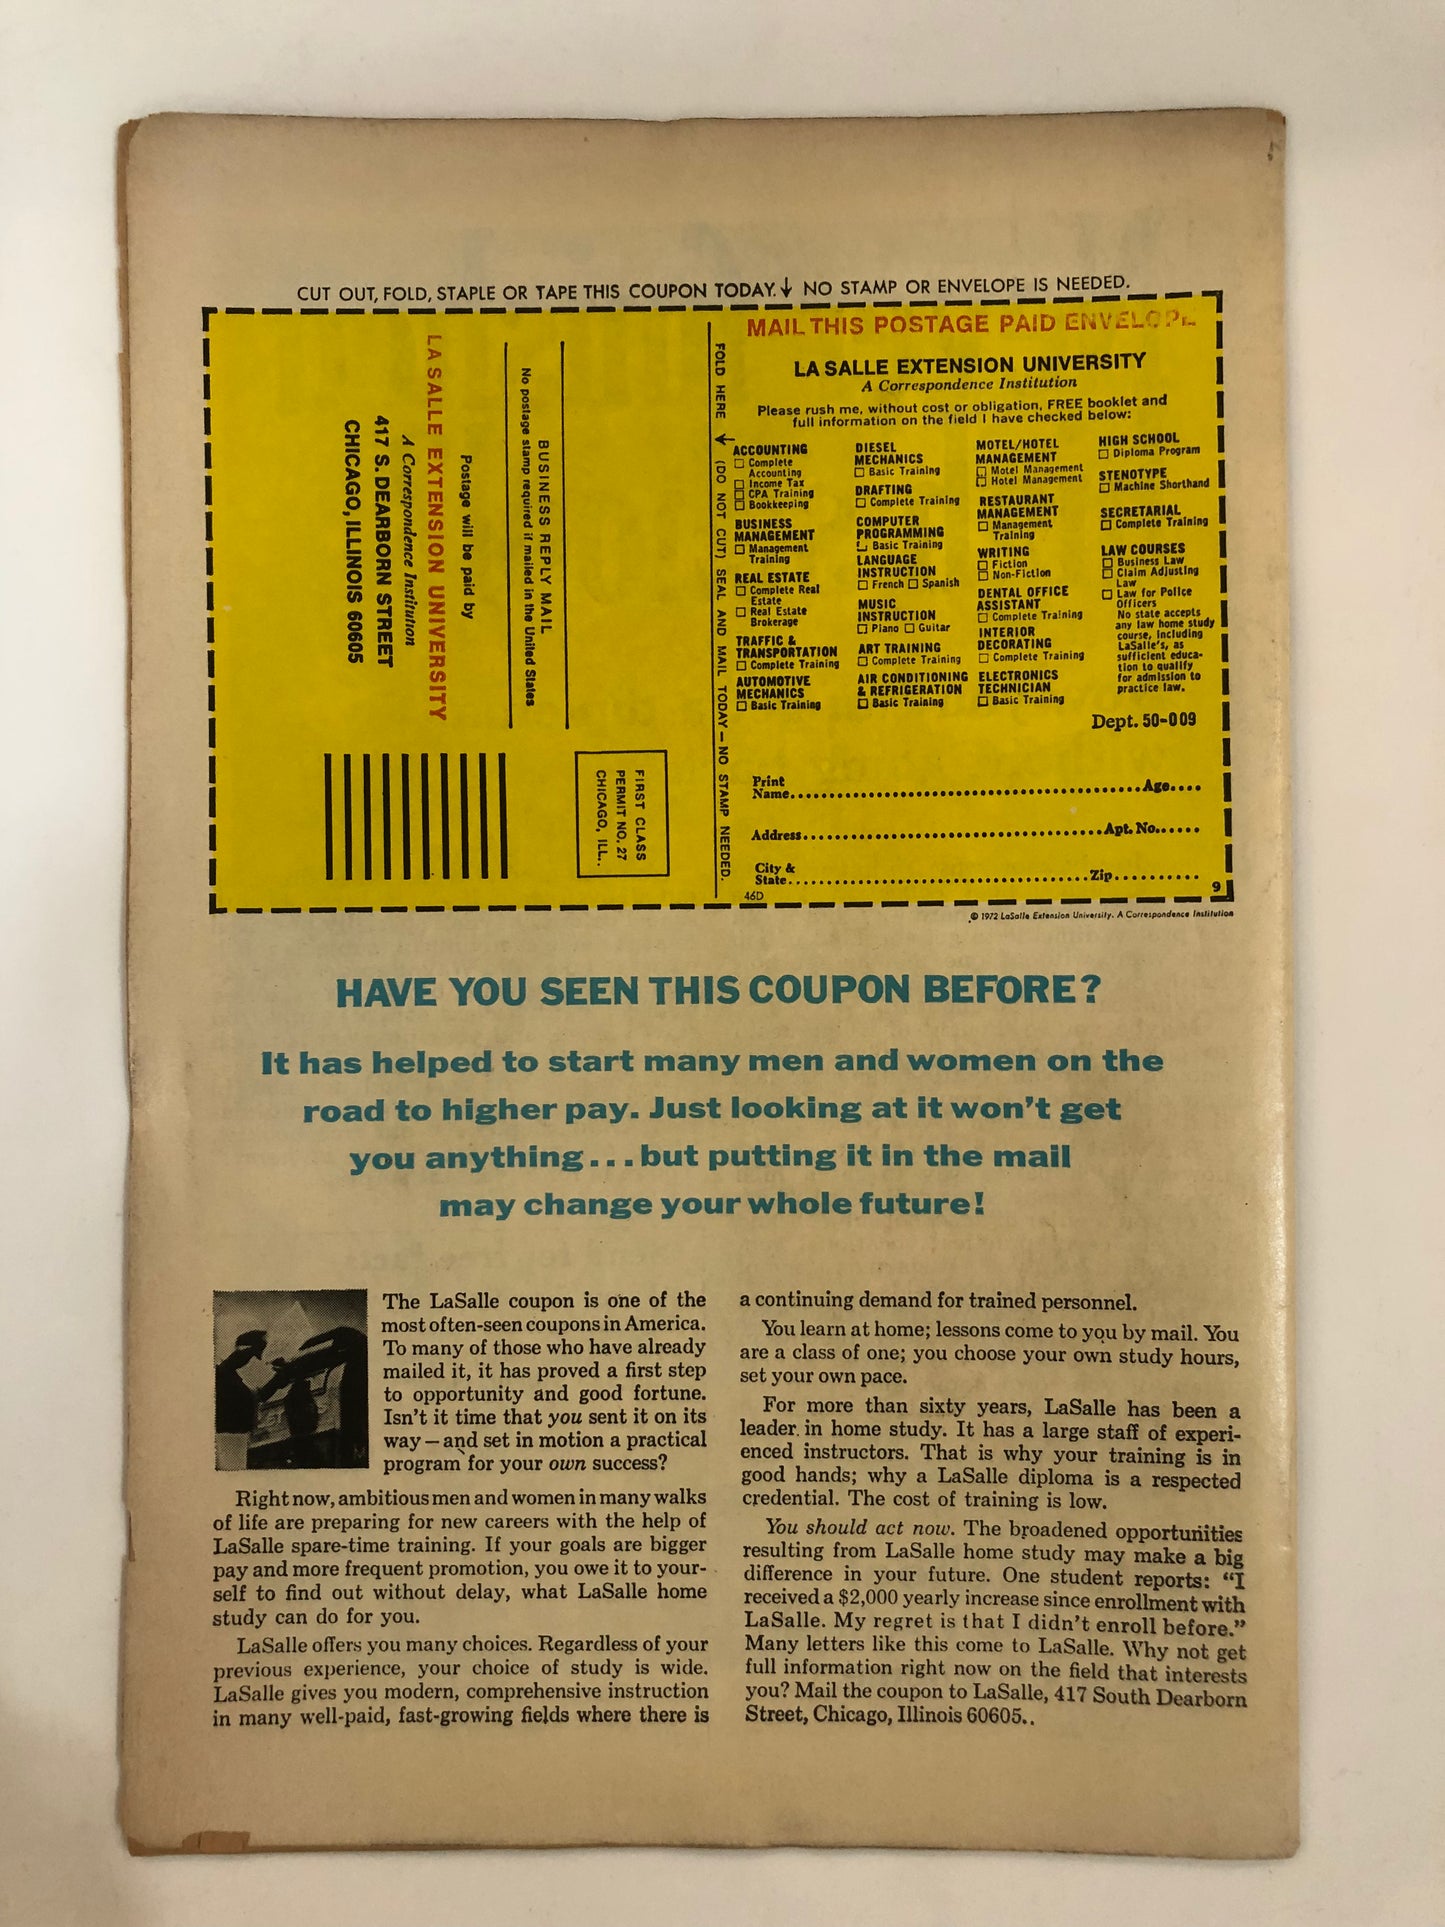 CUT OUT, FOLD, STAPLE OR TAPE THIS COUPON TODAY.↓ NO STAMP OR ENVELOPE IS NEEDED.
BUSINESS REPLY MAIL
No postage stamp required if mailed in the United States
Postage will be paid by
LA SALLE EXTENSION UNIVERSITY
A Correspondence Institution
417 S. DEARBORN STREET
CHICAGO, ILLINOIS 60605
FIRST CLASS
PERMIT NO. 27
CHICAGO, ILL..
FOLD HERE ↓ (DO NOT CUT) SEAL AND MAIL TODAY — NO STAMP NEEDED.
MAIL THIS POSTAGE PAID ENVELOPE
LA SALLE EXTENSION UNIVERSITY
A Correspondence Institution
Please rush me, without cost or obligation, FREE booklet and
full information on the field I have checked below:
ACCOUNTING
☐ Complete
Accounting
☐ Income Tax
☐ CPA Training
☐ Bookkeeping
BUSINESS
MANAGEMENT
☐ Management
Training
REAL ESTATE
☐ Complete Real
Estate
☐ Real Estate
Brokerage
TRAFFIC &
TRANSPORTATION
☐ Complete Training
AUTOMOTIVE
MECHANICS
☐ Basic Training
DIESEL
MECHANICS
☐ Basic Training
DRAFTING
☐ Complete Training
COMPUTER
PROGRAMMING
☐ Basic Training
LANGUAGE
INSTRUCTION
☐ French ☐ Spanish
MUSIC
INSTRUCTION
☐ Piano ☐ Guitar
ART TRAINING
☐ Complete Training
AIR CONDITIONING
& REFRIGERATION
☐ Basic Training
MOTEL/HOTEL
MANAGEMENT
☐ Motel Management
☐ Hotel Management
RESTAURANT
MANAGEMENT
☐ Management
Training
WRITING
☐ Fiction
☐ Non-Fiction
DENTAL OFFICE
ASSISTANT
☐ Complete Training
INTERIOR
DECORATING
☐ Complete Training
ELECTRONICS
TECHNICIAN
☐ Basic Training
HIGH SCHOOL
☐ Diploma Program
STENOTYPE
☐ Machine Shorthand
SECRETARIAL
☐ Complete Training
LAW COURSES
☐ Business Law
☐ Claim Adjusting
Law
☐ Law for Police
Officers
No state accepts
any law home study
course, including
LaSalle's, as
sufficient educa-
tion to qualify
for admission to
practice law.
Dept. 50-009
Print
Name........................................Age....
Address........................................Apt. No......
City &
State........................................Zip..........
46D
9
© 1972 LaSalle Extension University. A Correspondence Institution
HAVE YOU SEEN THIS COUPON BEFORE?
It has helped to start many men and women on the
road to higher pay. Just looking at it won't get
you anything...but putting it in the mail
may change your whole future!
The LaSalle coupon is one of the
most often-seen coupons in America.
To many of those who have already
mailed it, it has proved a first step
to opportunity and good fortune.
Isn't it time that you sent it on its
way—and set in motion a practical
program for your own success?
Right now, ambitious men and women in many walks
of life are preparing for new careers with the help of
LaSalle spare-time training. If your goals are bigger
pay and more frequent promotion, you owe it to your-
self to find out without delay, what LaSalle home
study can do for you.
LaSalle offers you many choices. Regardless of your
previous experience, your choice of study is wide.
LaSalle gives you modern, comprehensive instruction
in many well-paid, fast-growing fields where there is
a continuing demand for trained personnel.
You learn at home; lessons come to you by mail. You
are a class of one; you choose your own study hours,
set your own pace.
For more than sixty years, LaSalle has been a
leader in home study. It has a large staff of experi-
enced instructors. That is why your training is in
good hands; why a LaSalle diploma is a respected
credential. The cost of training is low.
You should act now. The broadened opportunities
resulting from LaSalle home study may make a big
difference in your future. One student reports: "I
received a $2,000 yearly increase since enrollment with
LaSalle. My regret is that I didn't enroll before."
Many letters like this come to LaSalle. Why not get
full information right now on the field that interests
you? Mail the coupon to LaSalle, 417 South Dearborn
Street, Chicago, Illinois 60605..